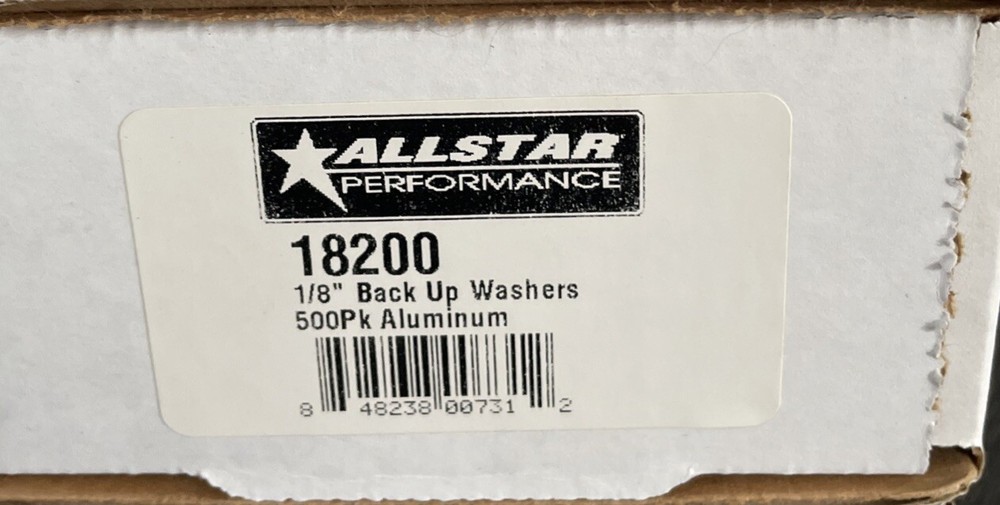 ALLSTAR
PERFORMANCE
18200
1/8" Back Up Washers
500Pk Aluminum
8 48238 00731 2